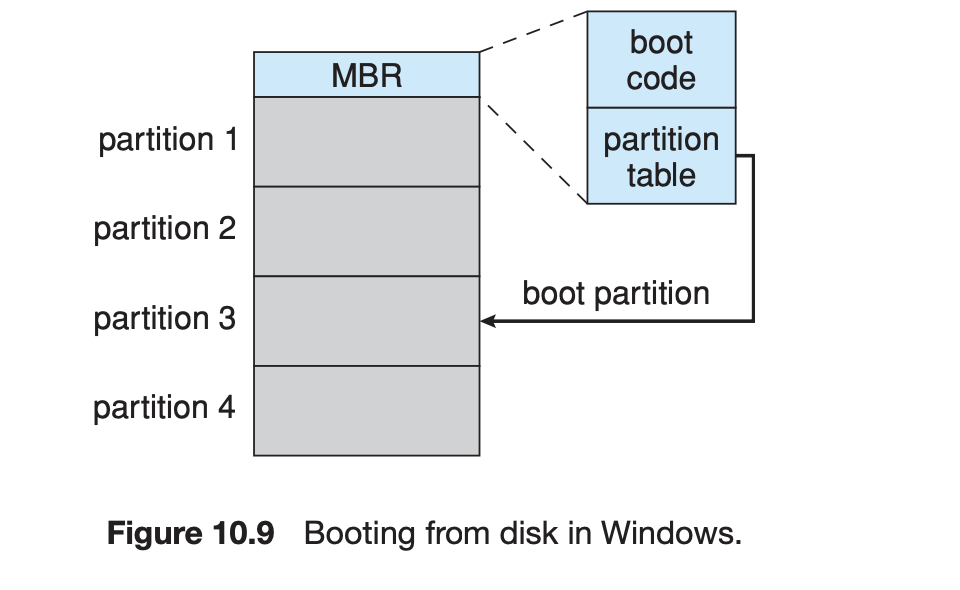 MBR
boot
code
partition
table
partition 1
partition 2
partition 3
partition 4
boot partition
Figure 10.9 Booting from disk in Windows.